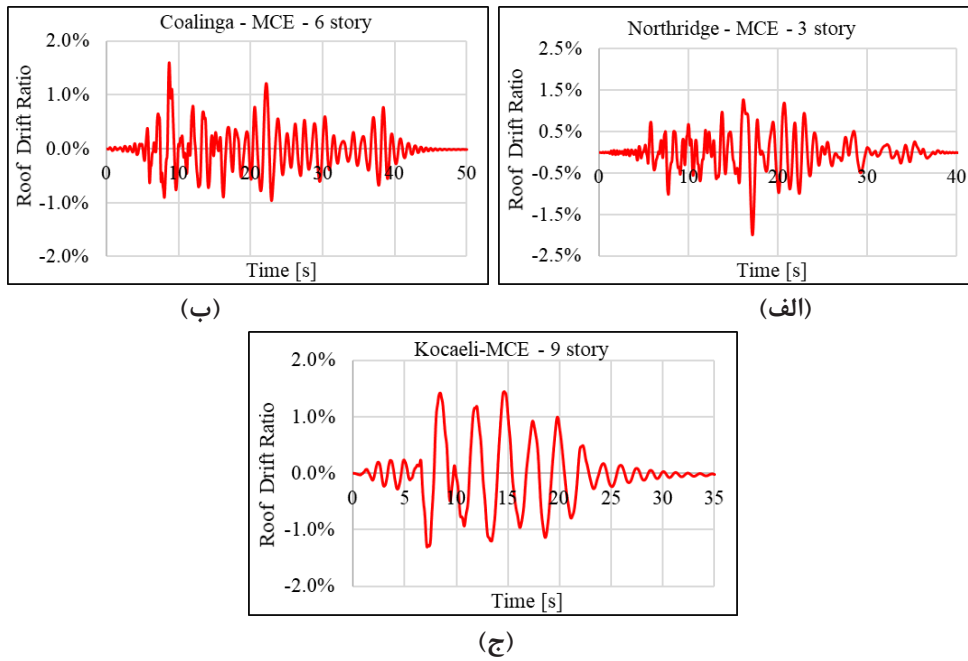 Coalinga - MCE - 6 story
2.0%
1.0%
0.0%
-1.0%
-2.0%
0 10 20 30 40 50
Roof Drift Ratio
Time [s]
(ب)
Northridge - MCE - 3 story
2.5%
1.5%
0.5%
-0.5%
-1.5%
-2.5%
0 10 20 30 40
Roof Drift Ratio
Time [s]
(الف)
Kocaeli-MCE - 9 story
2.0%
1.0%
0.0%
-1.0%
-2.0%
0 5 10 15 20 25 30 35
Roof Drift Ratio
Time [s]
(ج)